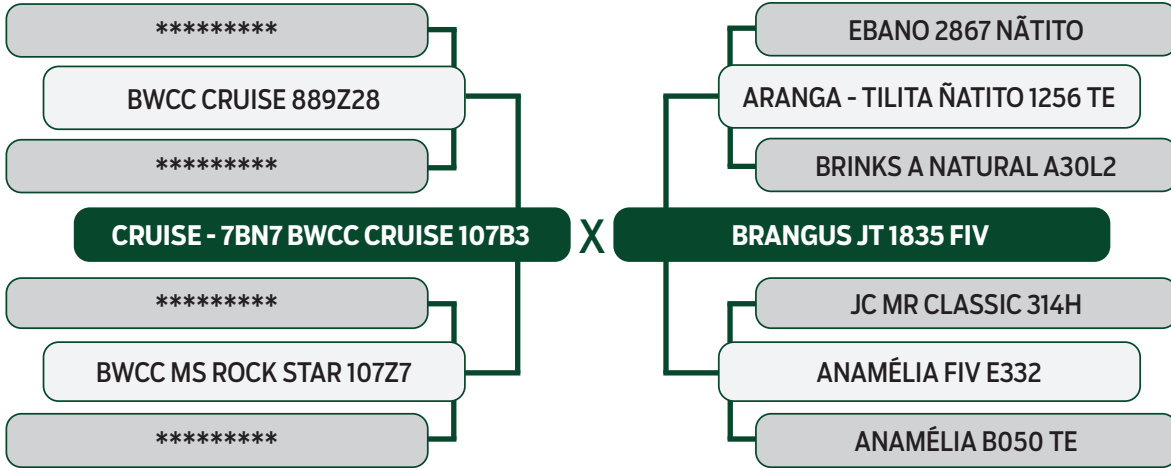 *********
BWCC CRUISE 889Z28
*********
CRUISE - 7BN7 BWCC CRUISE 107B3
*********
BWCC MS ROCK STAR 107Z7
*********
X
EBANO 2867 NÃTITO
ARANGA - TILITA ÑATITO 1256 TE
BRINKS A NATURAL A30L2
BRANGUS JT 1835 FIV
JC MR CLASSIC 314H
ANAMÉLIA FIV E332
ANAMÉLIA B050 TE